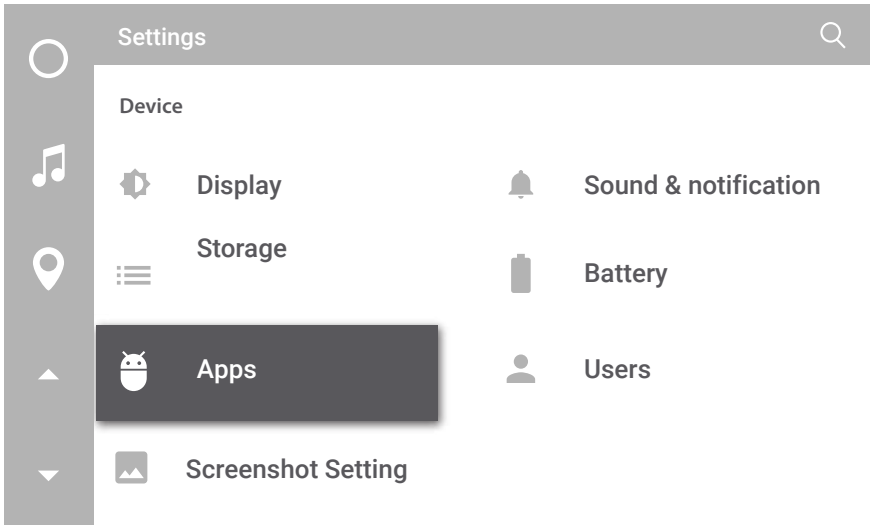 Settings
Device
Display
Sound & notification
Storage
Battery
Apps
Users
Screenshot Setting